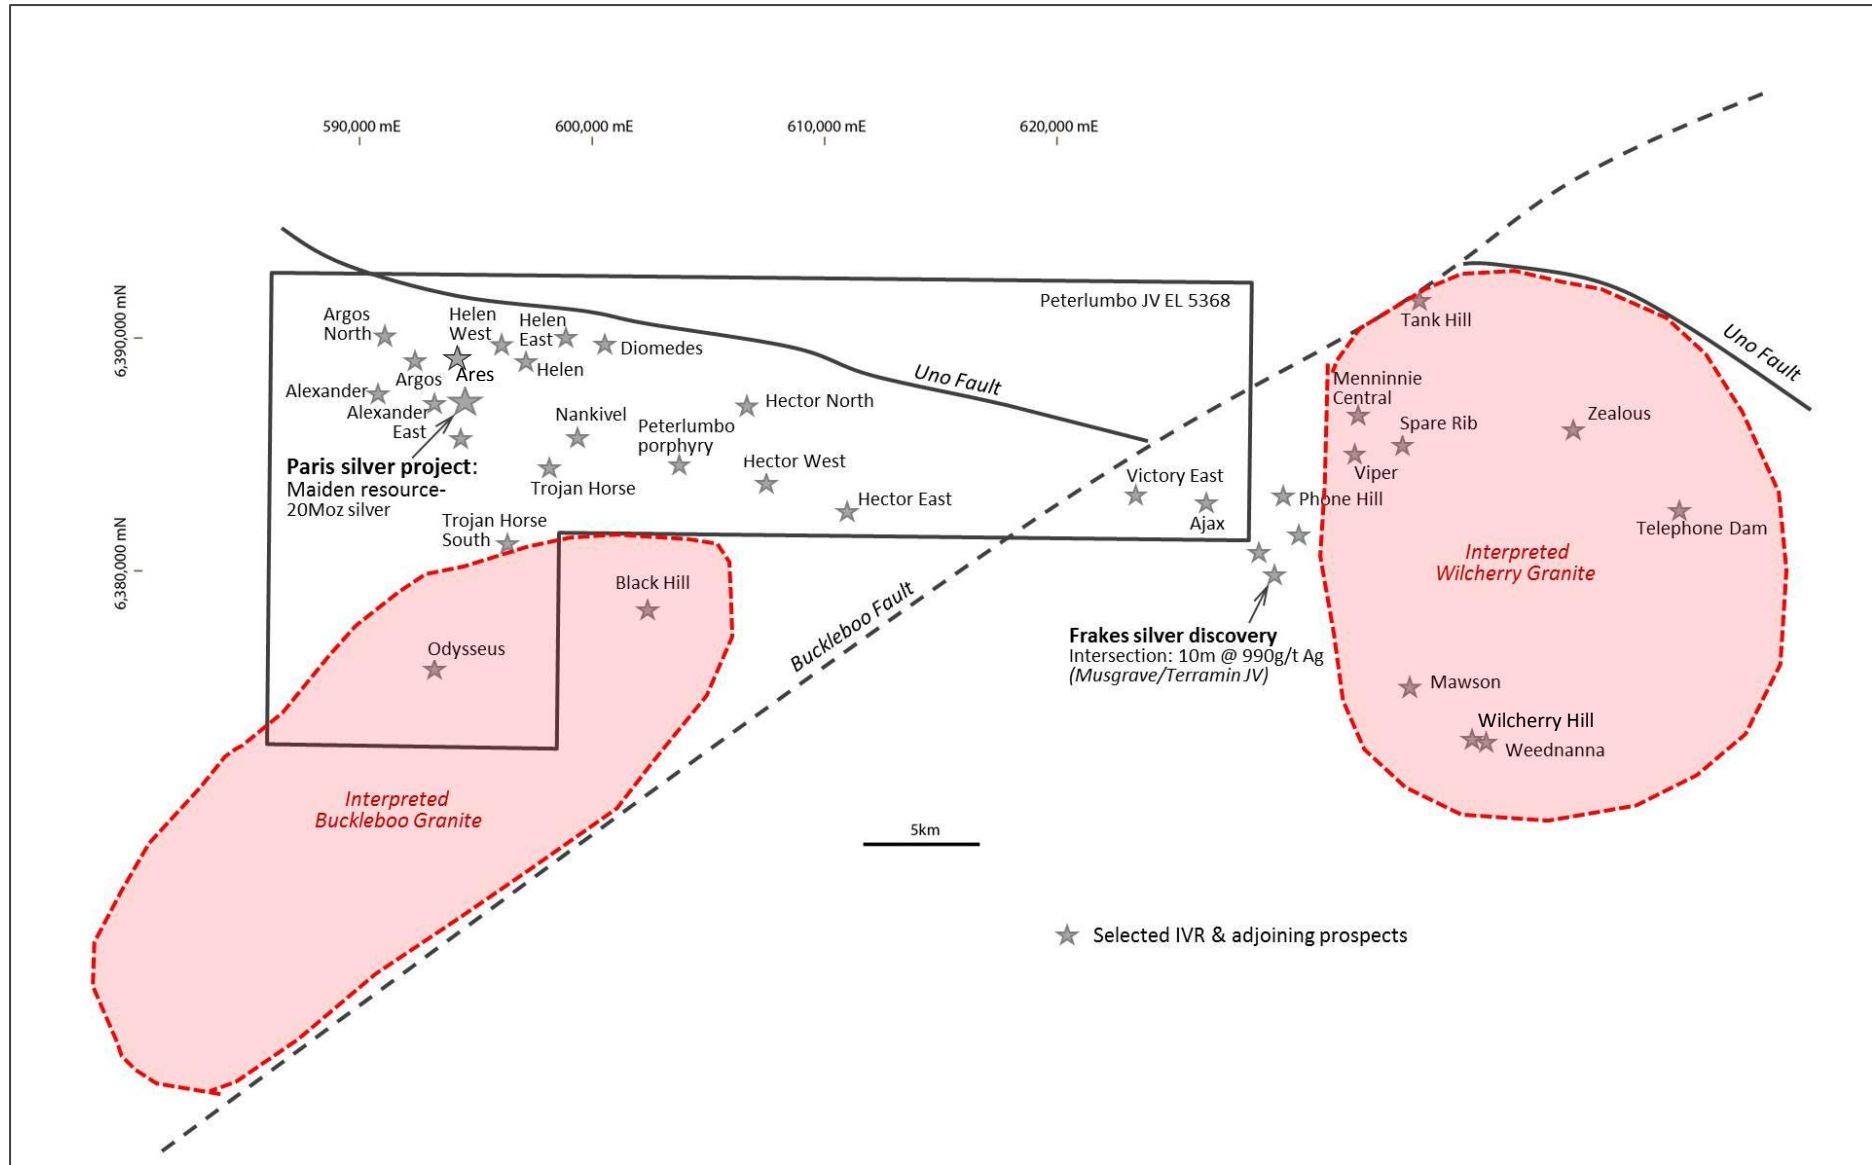 590,000 mE
600,000 mE
610,000 mE
620,000 mE
6,390,000 mN
6,380,000 mN
Peterlumbo JV EL 5368
Argos
North
Helen
West
Helen
East
Diomedes
Helen
Argos
Ares
Alexander
Alexander
East
Nankivel
Peterlumbo
porphyry
Hector North
Hector West
Hector East
Trojan Horse
Trojan Horse
South
Paris silver project:
Maiden resource-
20Moz silver
Uno Fault
Victory East
Ajax
Phone Hill
Tank Hill
Uno Fault
Menninnie
Central
Spare Rib
Viper
Zealous
Telephone Dam
Interpreted
Wilcherry Granite
Mawson
Wilcherry Hill
Weednanna
Black Hill
Odysseus
Buckleboo Fault
Frakes silver discovery
Intersection: 10m @ 990g/t Ag
(Musgrave/Terramin JV)
Interpreted
Buckleboo Granite
5km
Selected IVR & adjoining prospects